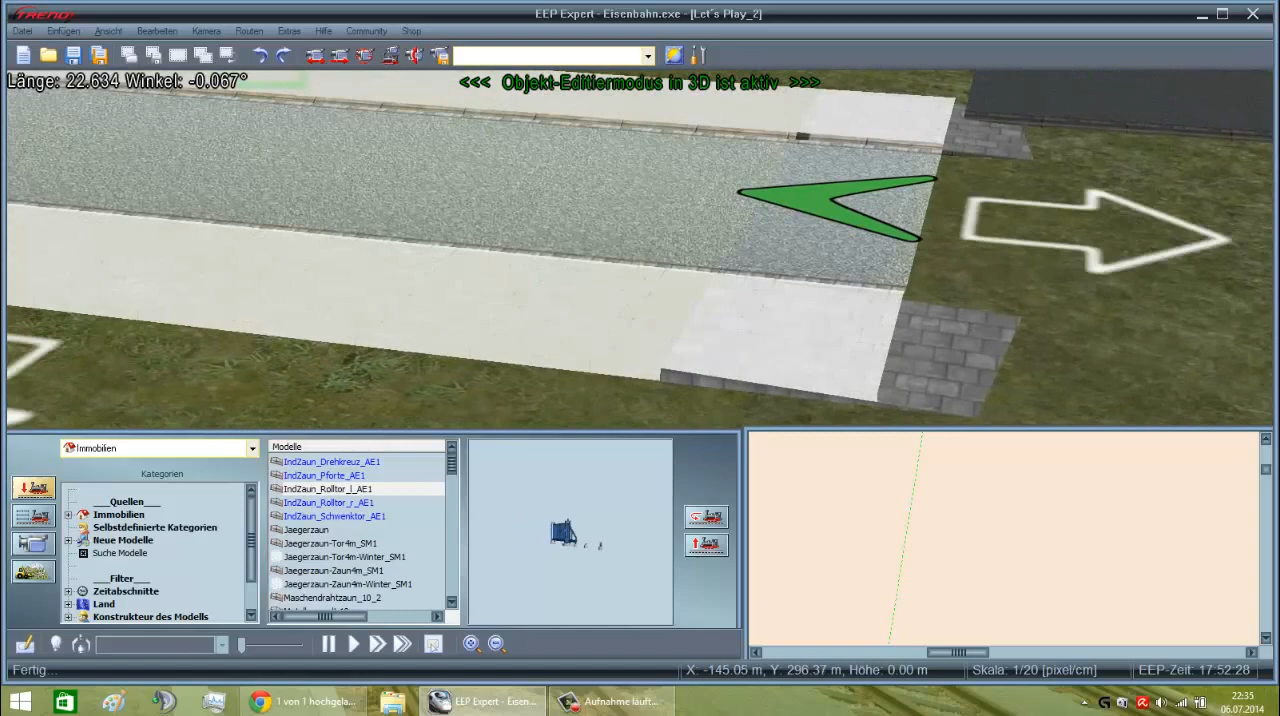 TREND
EEP Expert - Eisenbahn.exe - [Let´s Play_2]
Datei Einfügen Ansicht Bearbeiten Kamera Routen Extras Hilfe Community Shop
Länge: 22.634 Winkel: -0.067°
<<< Objekt-Editiermodus in 3D ist aktiv >>>
Immobilien
Kategorien
___Quellen___
Immobilien
Selbstdefinierte Kategorien
Neue Modelle
Suche Modelle
___Filter___
Zeitabschnitte
Land
Konstrukteur des Modells
Modelle
IndZaun_Drehkreuz_AE1
IndZaun_Pforte_AE1
IndZaun_Rolltor_l_AE1
IndZaun_Rolltor_r_AE1
IndZaun_Schwenktor_AE1
Jaegerzaun
Jaegerzaun-Tor4m_SM1
Jaegerzaun-Tor4m-Winter_SM1
Jaegerzaun-Zaun4m_SM1
Jaegerzaun-Zaun4m-Winter_SM1
Maschendrahtzaun_10_2
Fertig...
X: -145.05 m, Y: 296.37 m, Höhe: 0.00 m
Skala: 1/20 [pixel/cm]
EEP-Zeit: 17:52:28
1 von 1 hochgela...
EEP Expert - Eisen...
Aufnahme läuft...
22:35
06.07.2014